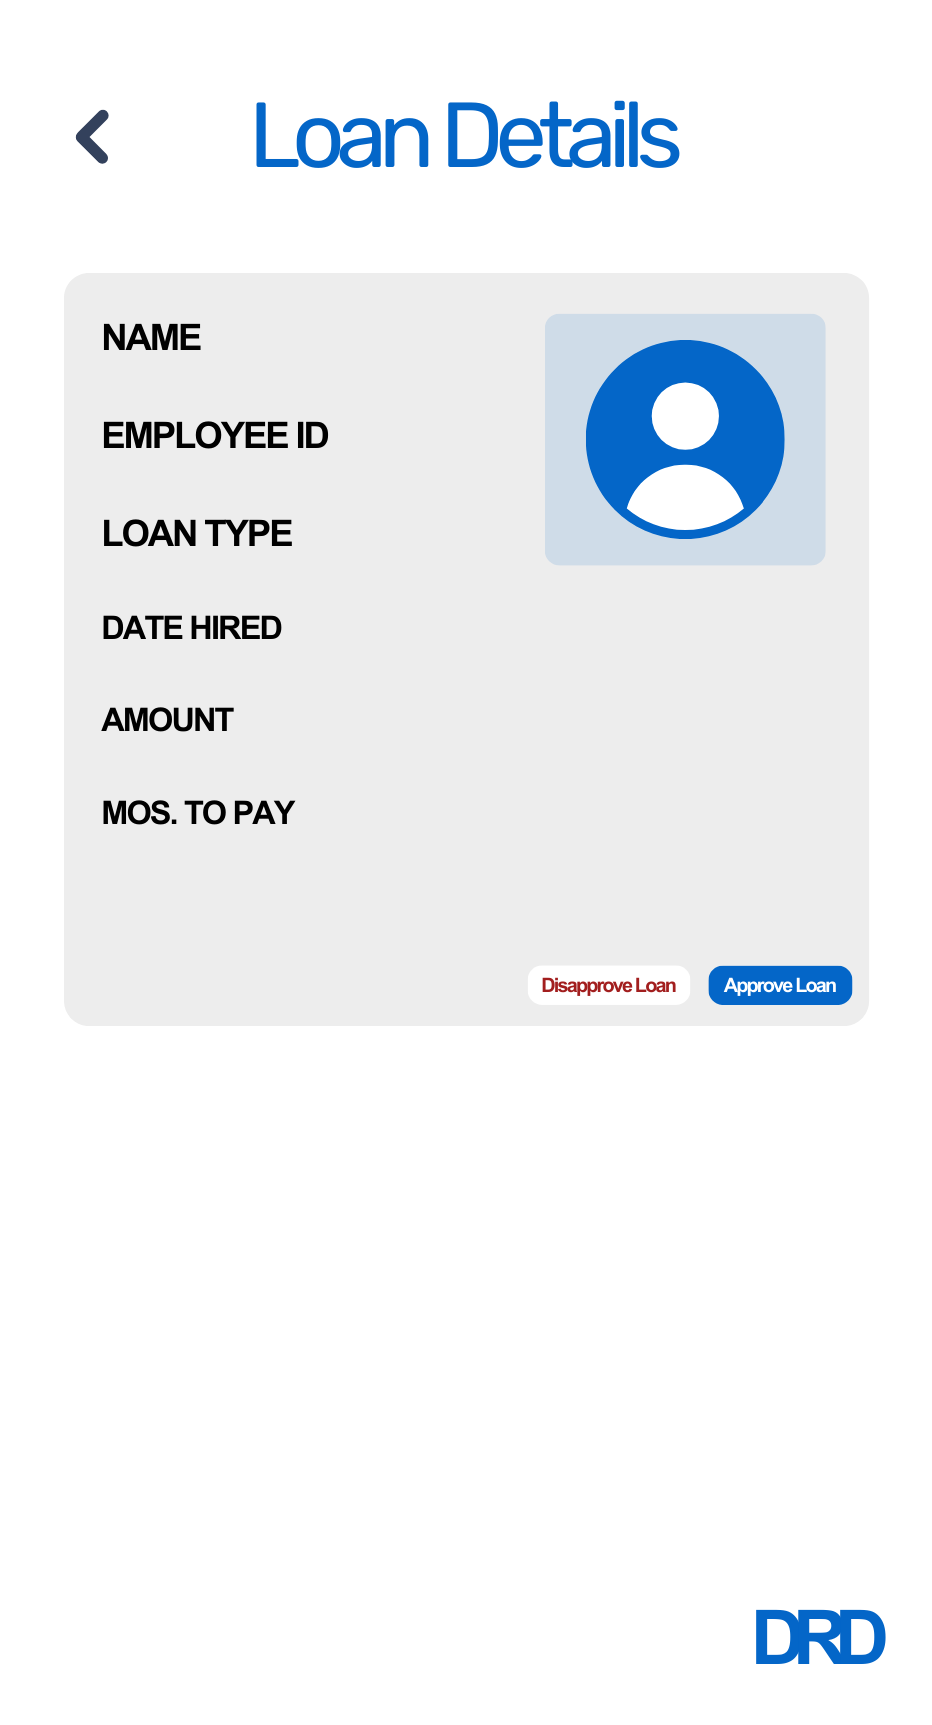 Loan Details
NAME
EMPLOYEE ID
LOAN TYPE
DATE HIRED
AMOUNT
MOS. TO PAY
Disapprove Loan
Approve Loan
DRD